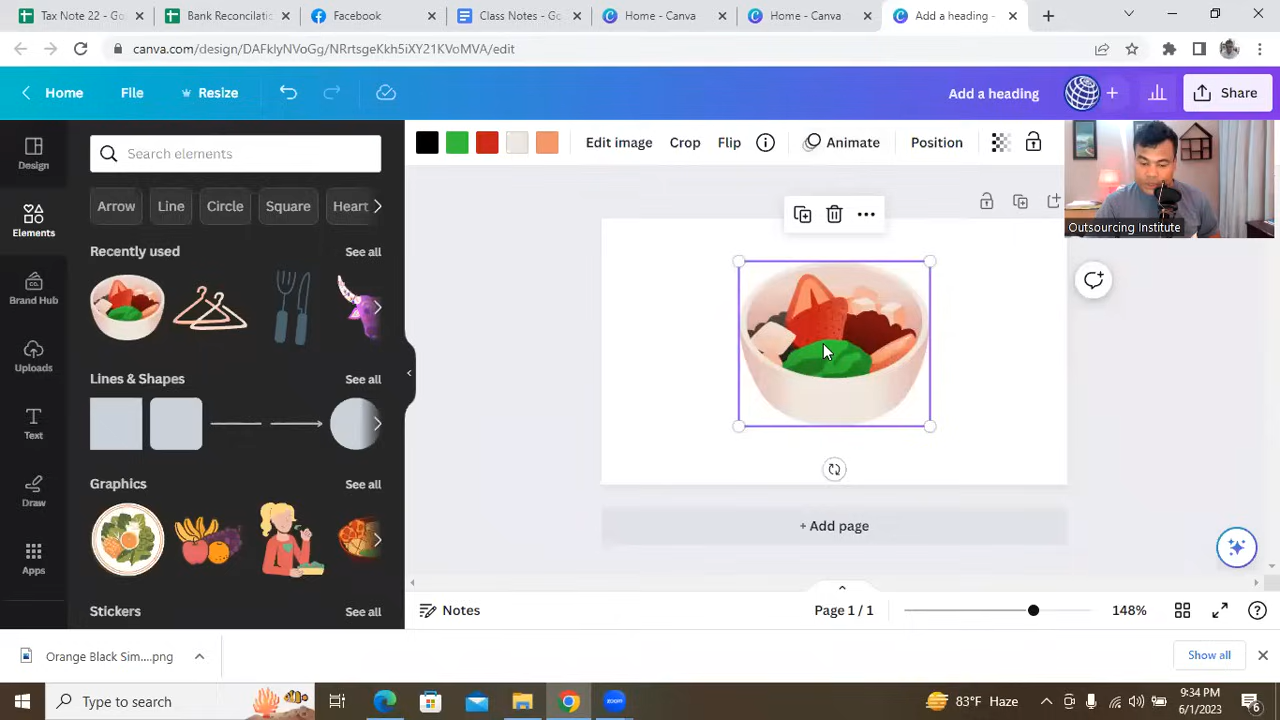 Tax Note 22 - Go
Bank Reconcilati
Facebook
Class Notes - Go
Home - Canva
Home - Canva
Add a heading -
canva.com/design/DAFklyNVoGg/NRrtsgeKkh5iXY21KVoMVA/edit
Home File Resize
Add a heading
Share
Design
Search elements
Edit image Crop Flip Animate Position
Elements
Arrow Line Circle Square Heart
Outsourcing Institute
Recently used See all
Brand Hub
Uploads
Lines & Shapes See all
Text
Graphics See all
Draw
+ Add page
Apps
Stickers See all
Notes
Page 1 / 1
148%
Orange Black Sim....png
Show all
Type here to search
zoom
83°F Haze
9:34 PM
6/1/2023
6